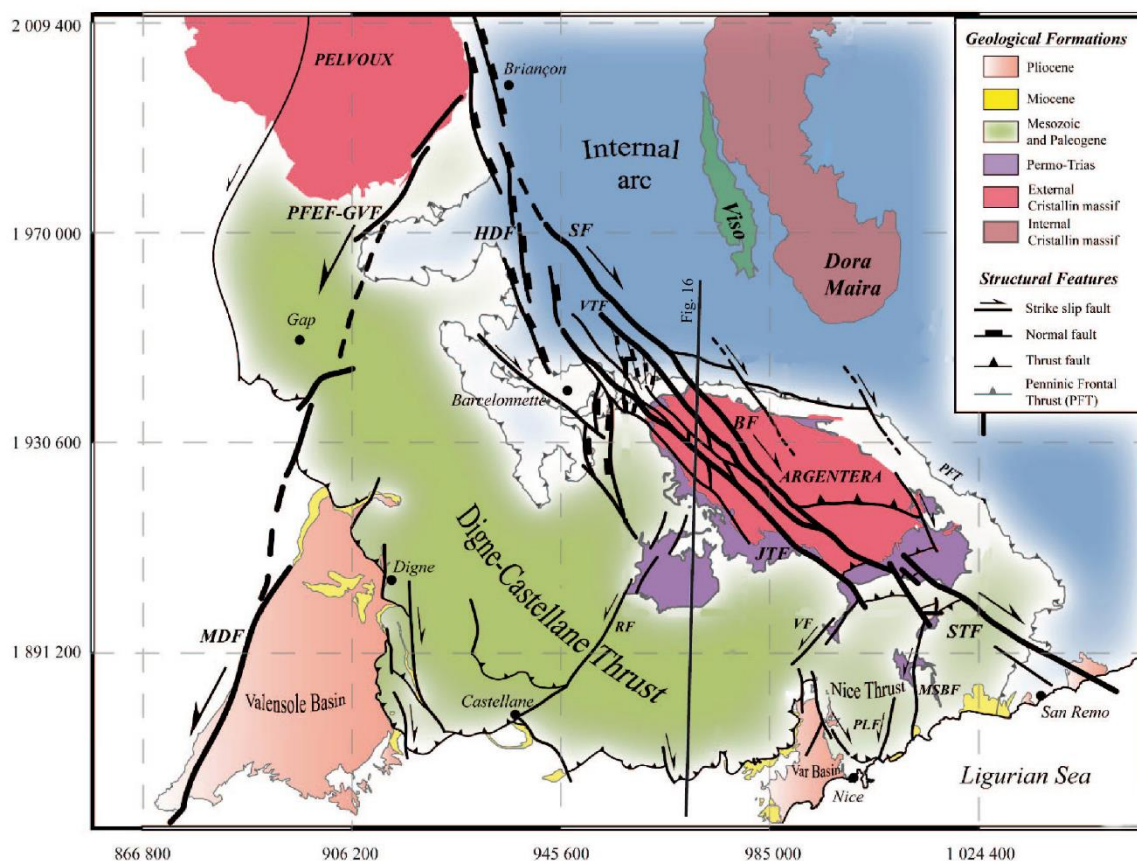 2 009 400
1 970 000
1 930 600
1 891 200
866 800
906 200
945 600
985 000
1 024 400
PELVOUX
Briançon
Internal
arc
Viso
Dora
Maira
PFEF-GVF
HDF
SF
VTF
Fig. 16
Gap
Barcelonnette
BF
ARGENTERA
PFT
JTF
Digne-Castellane Thrust
Digne
RF
MDF
Valensole Basin
Castellane
VF
STF
Nice Thrust
MSBF
PLF
Var Basin
Nice
San Remo
Ligurian Sea
Geological Formations
Pliocene
Miocene
Mesozoic
and Paleogene
Permo-Trias
External
Cristallin massif
Internal
Cristallin massif
Structural Features
Strike slip fault
Normal fault
Thrust fault
Penninic Frontal
Thrust (PFT)